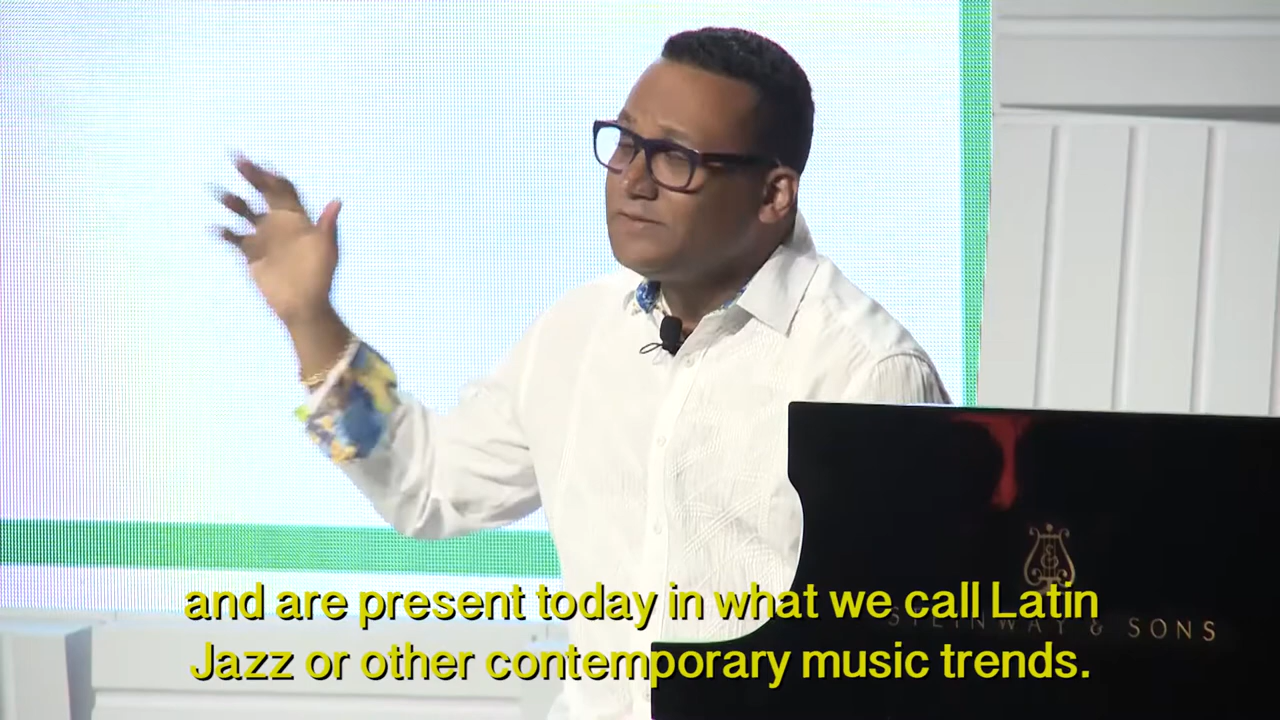 and are present today in what we call Latin
STEINWAY & SONS
Jazz or other contemporary music trends.